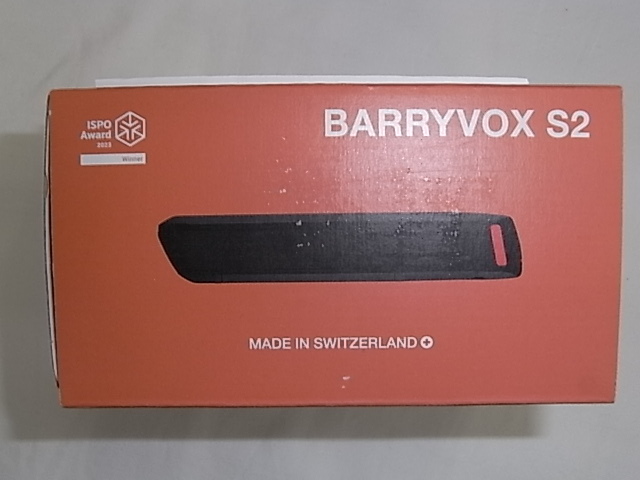 ISPO
Award
2023
Winner
BARRYVOX S2
MADE IN SWITZERLAND